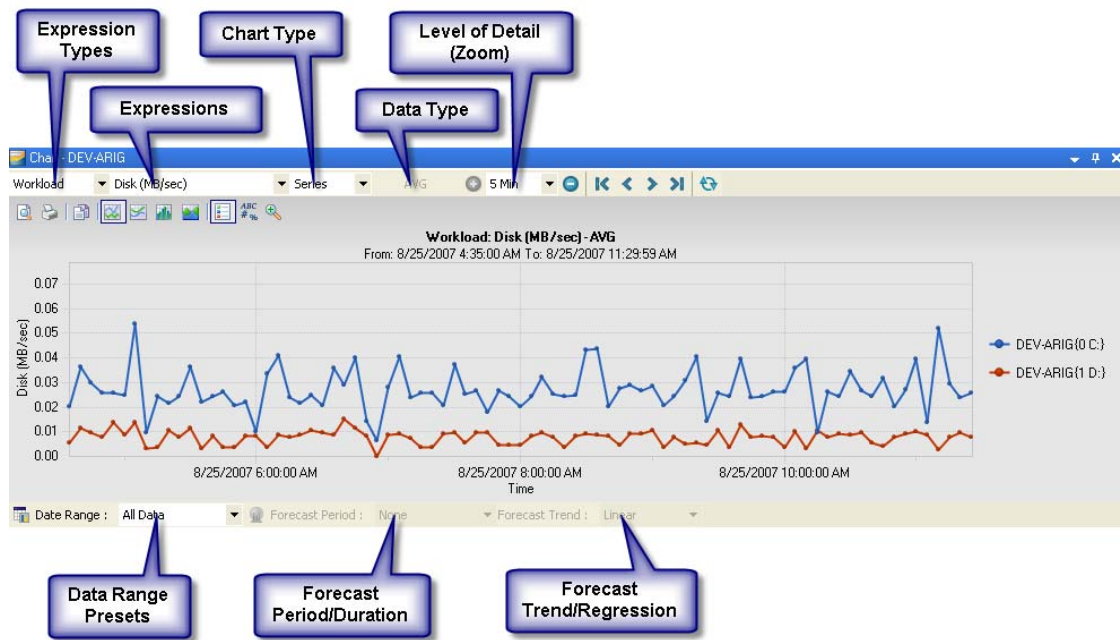 Expression
Types
Chart Type
Level of Detail
(Zoom)
Expressions
Data Type
Chart - DEV-ARIG
Workload Disk (MB/sec) Series AVG 5 Min
ABC
#%
Workload: Disk (MB/sec) - AVG
From: 8/25/2007 4:35:00 AM To: 8/25/2007 11:29:59 AM
Disk (MB/sec)
0.07
0.06
0.05
0.04
0.03
0.02
0.01
0.00
DEV-ARIG{0 C:}
DEV-ARIG{1 D:}
8/25/2007 6:00:00 AM 8/25/2007 8:00:00 AM 8/25/2007 10:00:00 AM
Time
Date Range : All Data Forecast Period : None Forecast Trend : Linear
Data Range
Presets
Forecast
Period/Duration
Forecast
Trend/Regression